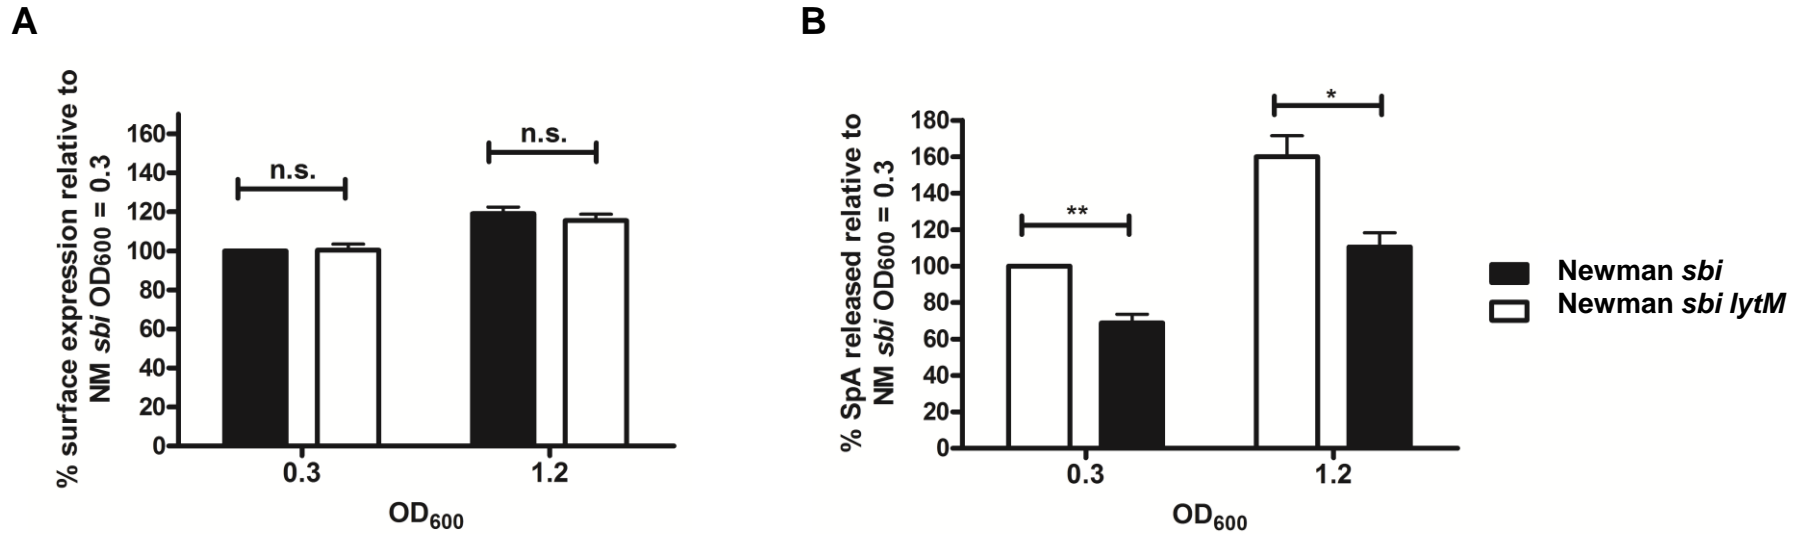 A
% surface expression relative to
NM sbi OD600 = 0.3
160
140
120
100
80
60
40
20
0
n.s.
n.s.
0.3
1.2
OD600
B
% SpA released relative to
NM sbi OD600 = 0.3
180
160
140
120
100
80
60
40
20
0
**
*
0.3
1.2
OD600
Newman sbi
Newman sbi lytM